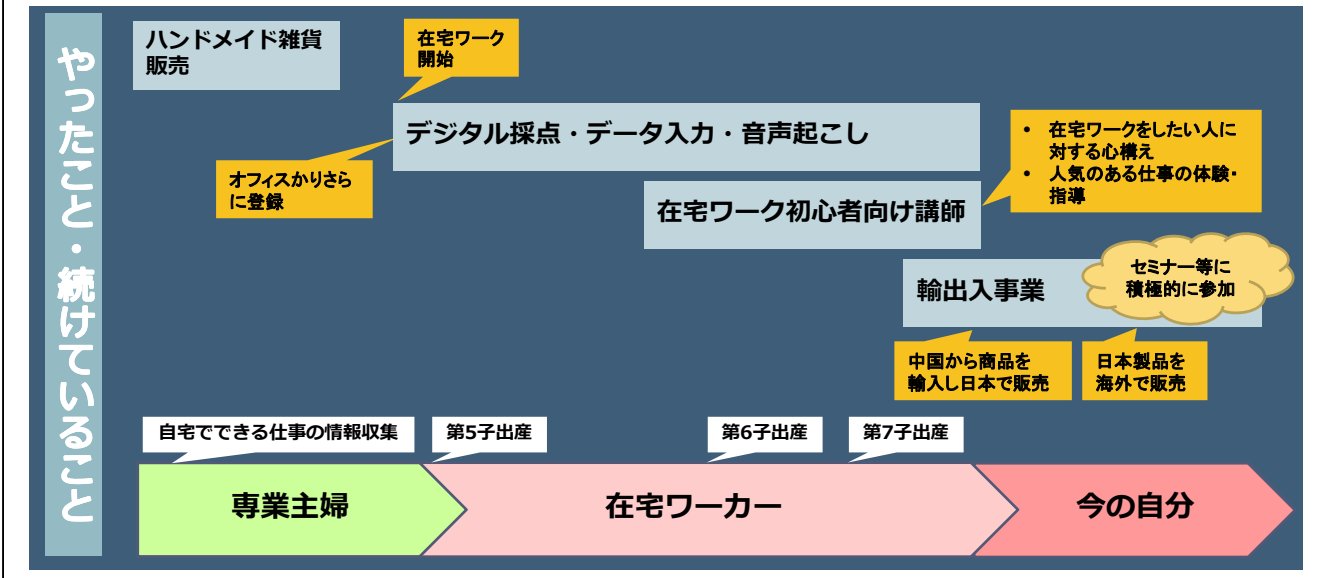 やったこと・続けていること
ハンドメイド雑貨
販売
在宅ワーク
開始
デジタル採点・データ入力・音声起こし
オフィスかりさら
に登録
在宅ワーク初心者向け講師
• 在宅ワークをしたい人に
対する心構え
• 人気のある仕事の体験・
指導
輸出入事業
セミナー等に
積極的に参加
中国から商品を
輸入し日本で販売
日本製品を
海外で販売
自宅でできる仕事の情報収集
第5子出産
第6子出産
第7子出産
専業主婦
在宅ワーカー
今の自分